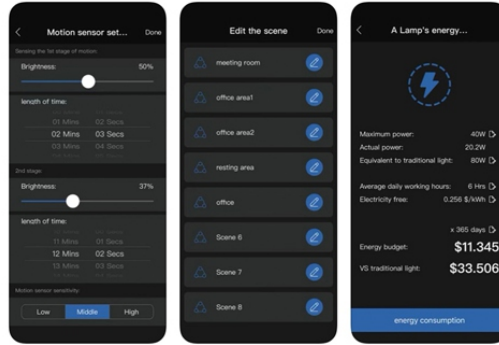 Motion sensor set...
Done
Sensing the 1st stage of motion:
Brightness:
50%
length of time:
01 Mins
02 Secs
02 Mins
03 Secs
03 Mins
04 Secs
2nd stage
Brightness:
37%
length of time:
11 Mins
01 Secs
12 Mins
02 Secs
13 Mins
03 Secs
Motion sensor sensitivity
Low
Middle
High
Edit the scene
Done
meeting room
office area1
office area2
resting area
office
Scene 6
Scene 7
Scene 8
A Lamp's energy...
Maximum power:
40W
Actual power:
20.2W
Equivalent to traditional light:
80W
Average daily working hours:
6 Hrs
Electricity free:
0.256 $/kWh
x 365 days
Energy budget:
$11.345
VS traditional light:
$33.506
energy consumption